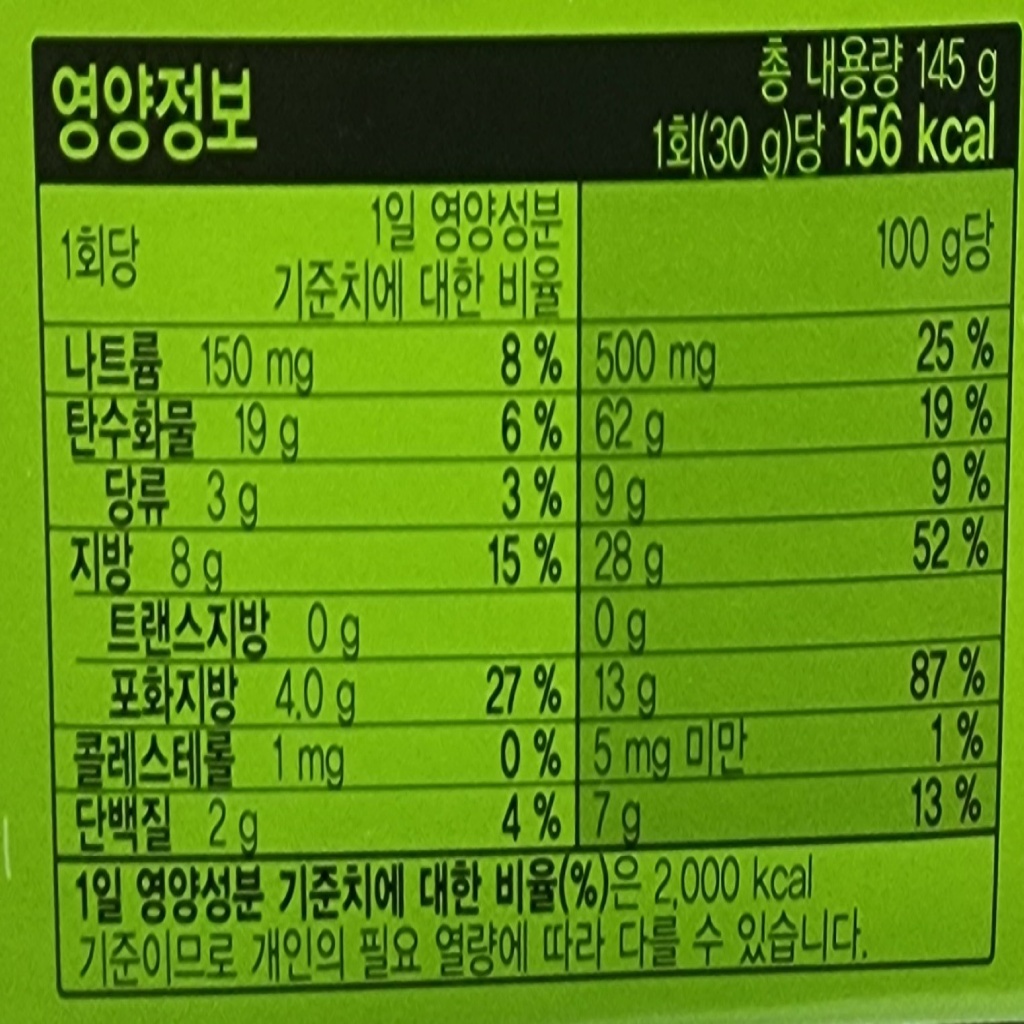 영양정보
총 내용량 145 g
1회(30 g)당 156 kcal
1회당 1일 영양성분 기준치에 대한 비율 100 g당
나트륨 150 mg 8 % 500 mg 25 %
탄수화물 19 g 6 % 62 g 19 %
당류 3 g 3 % 9 g 9 %
지방 8 g 15 % 28 g 52 %
트랜스지방 0 g 0 g
포화지방 4.0 g 27 % 13 g 87 %
콜레스테롤 1 mg 0 % 5 mg 미만 1 %
단백질 2 g 4 % 7 g 13 %
1일 영양성분 기준치에 대한 비율(%)은 2,000 kcal
기준이므로 개인의 필요 열량에 따라 다를 수 있습니다.